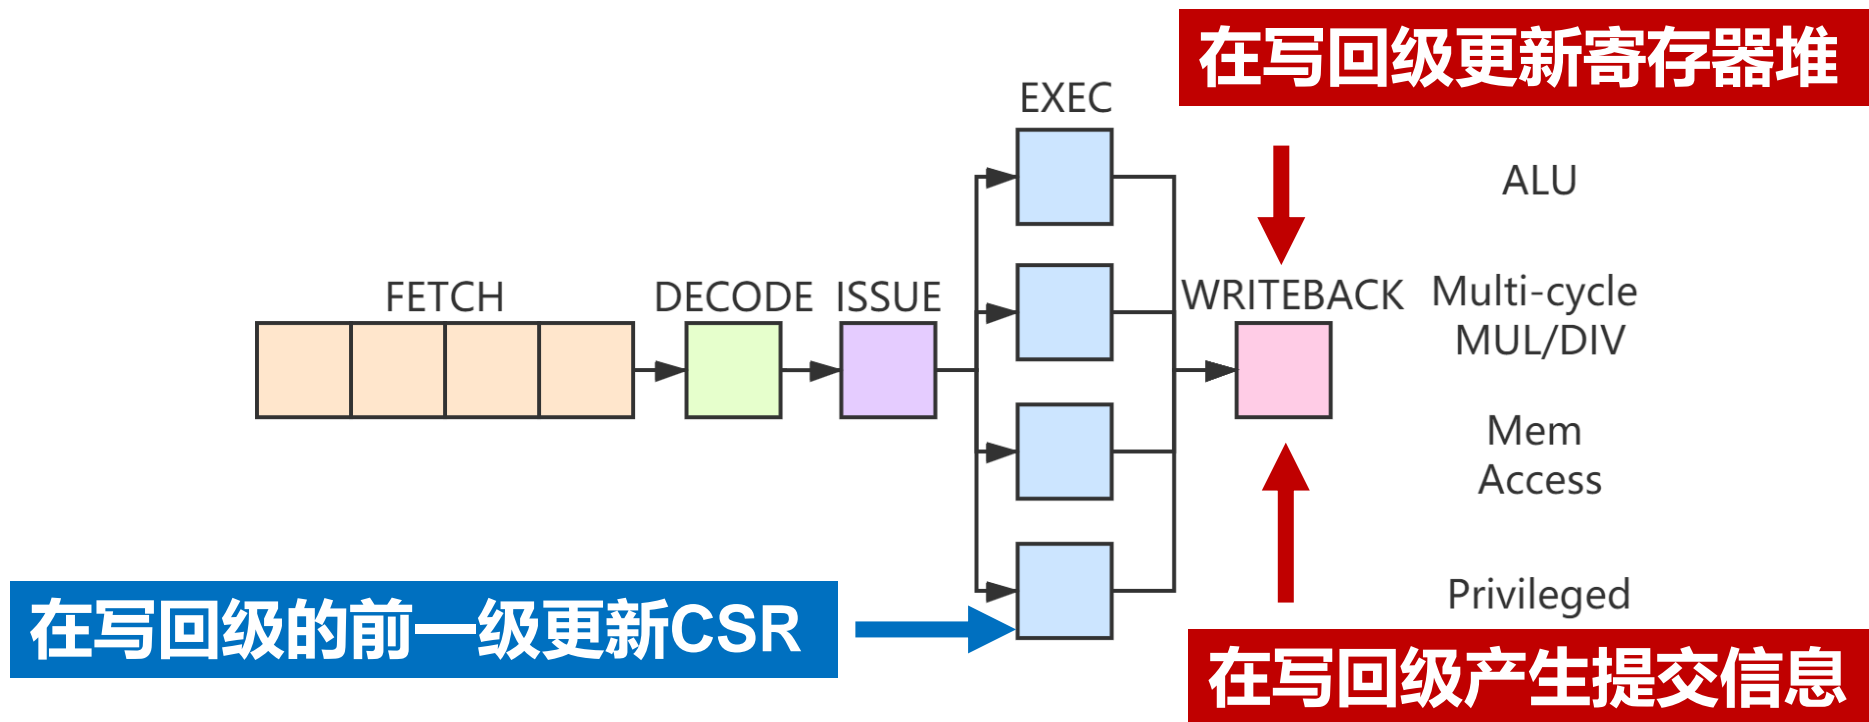 在写回级更新寄存器堆
EXEC
ALU
FETCH
DECODE
ISSUE
WRITEBACK
Multi-cycle
MUL/DIV
Mem
Access
Privileged
在写回级的前一级更新CSR
在写回级产生提交信息